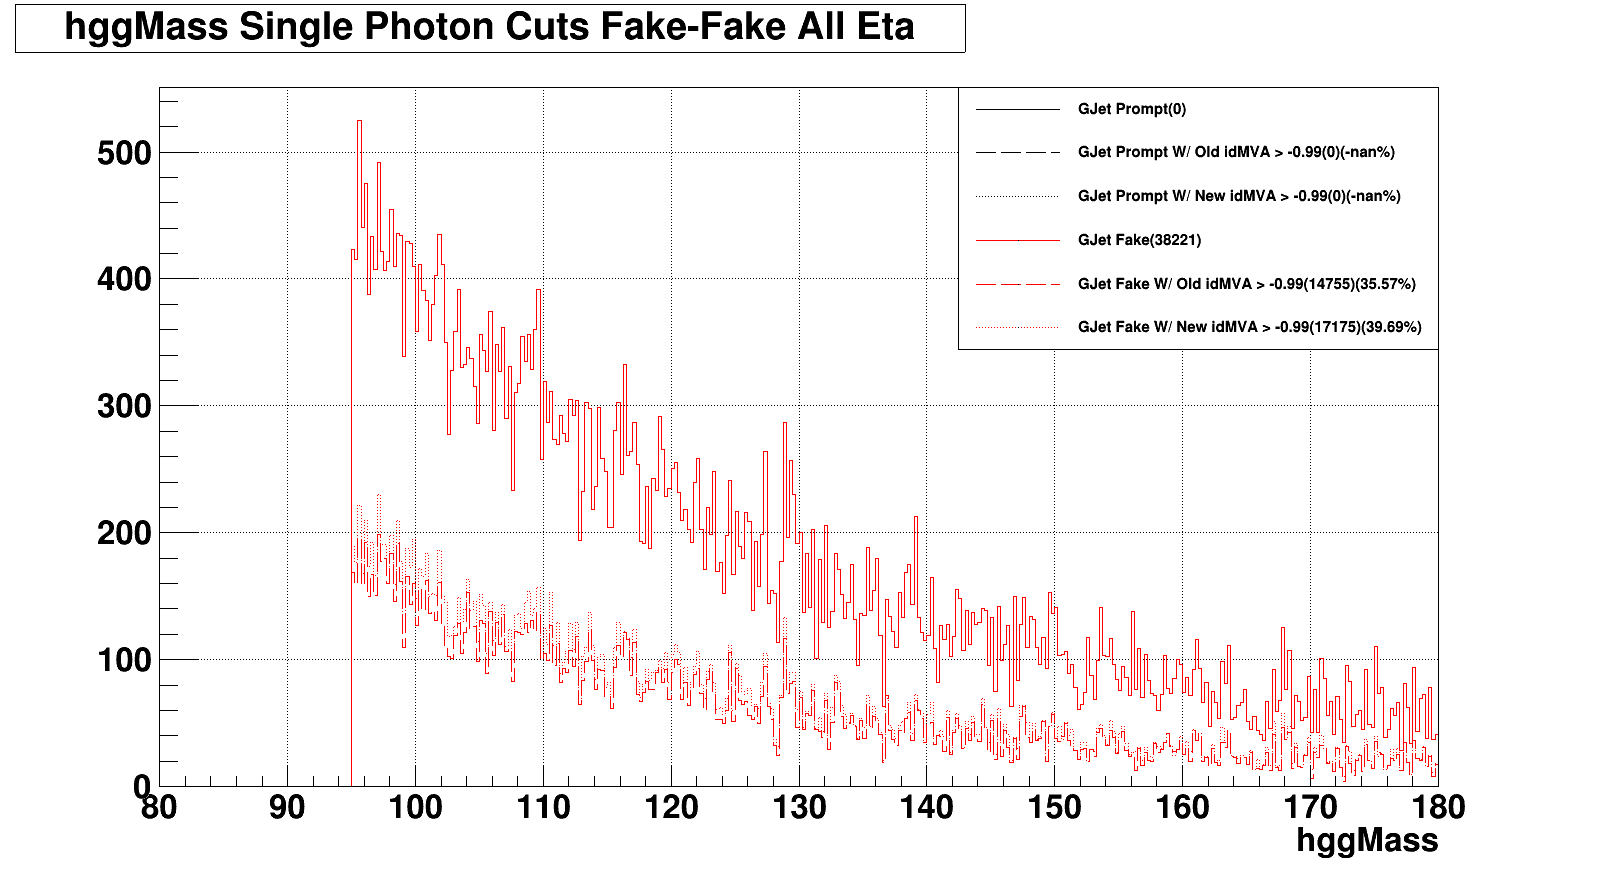 hggMass Single Photon Cuts Fake-Fake All Eta
GJet Prompt(0)
GJet Prompt W/ Old idMVA > -0.99(0)(-nan%)
GJet Prompt W/ New idMVA > -0.99(0)(-nan%)
GJet Fake(38221)
GJet Fake W/ Old idMVA > -0.99(14755)(35.57%)
GJet Fake W/ New idMVA > -0.99(17175)(39.69%)
500
400
300
200
100
0
80 90 100 110 120 130 140 150 160 170 180
hggMass